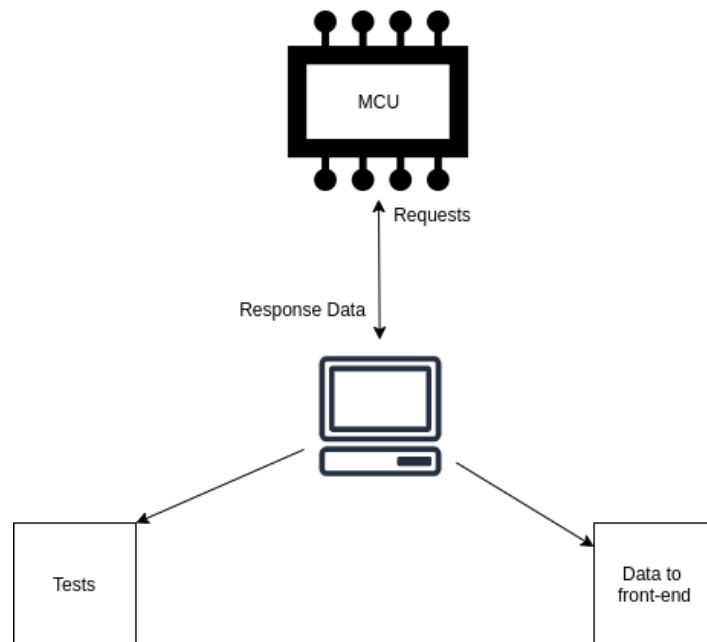 MCU
Requests
Response Data
Tests
Data to
front-end